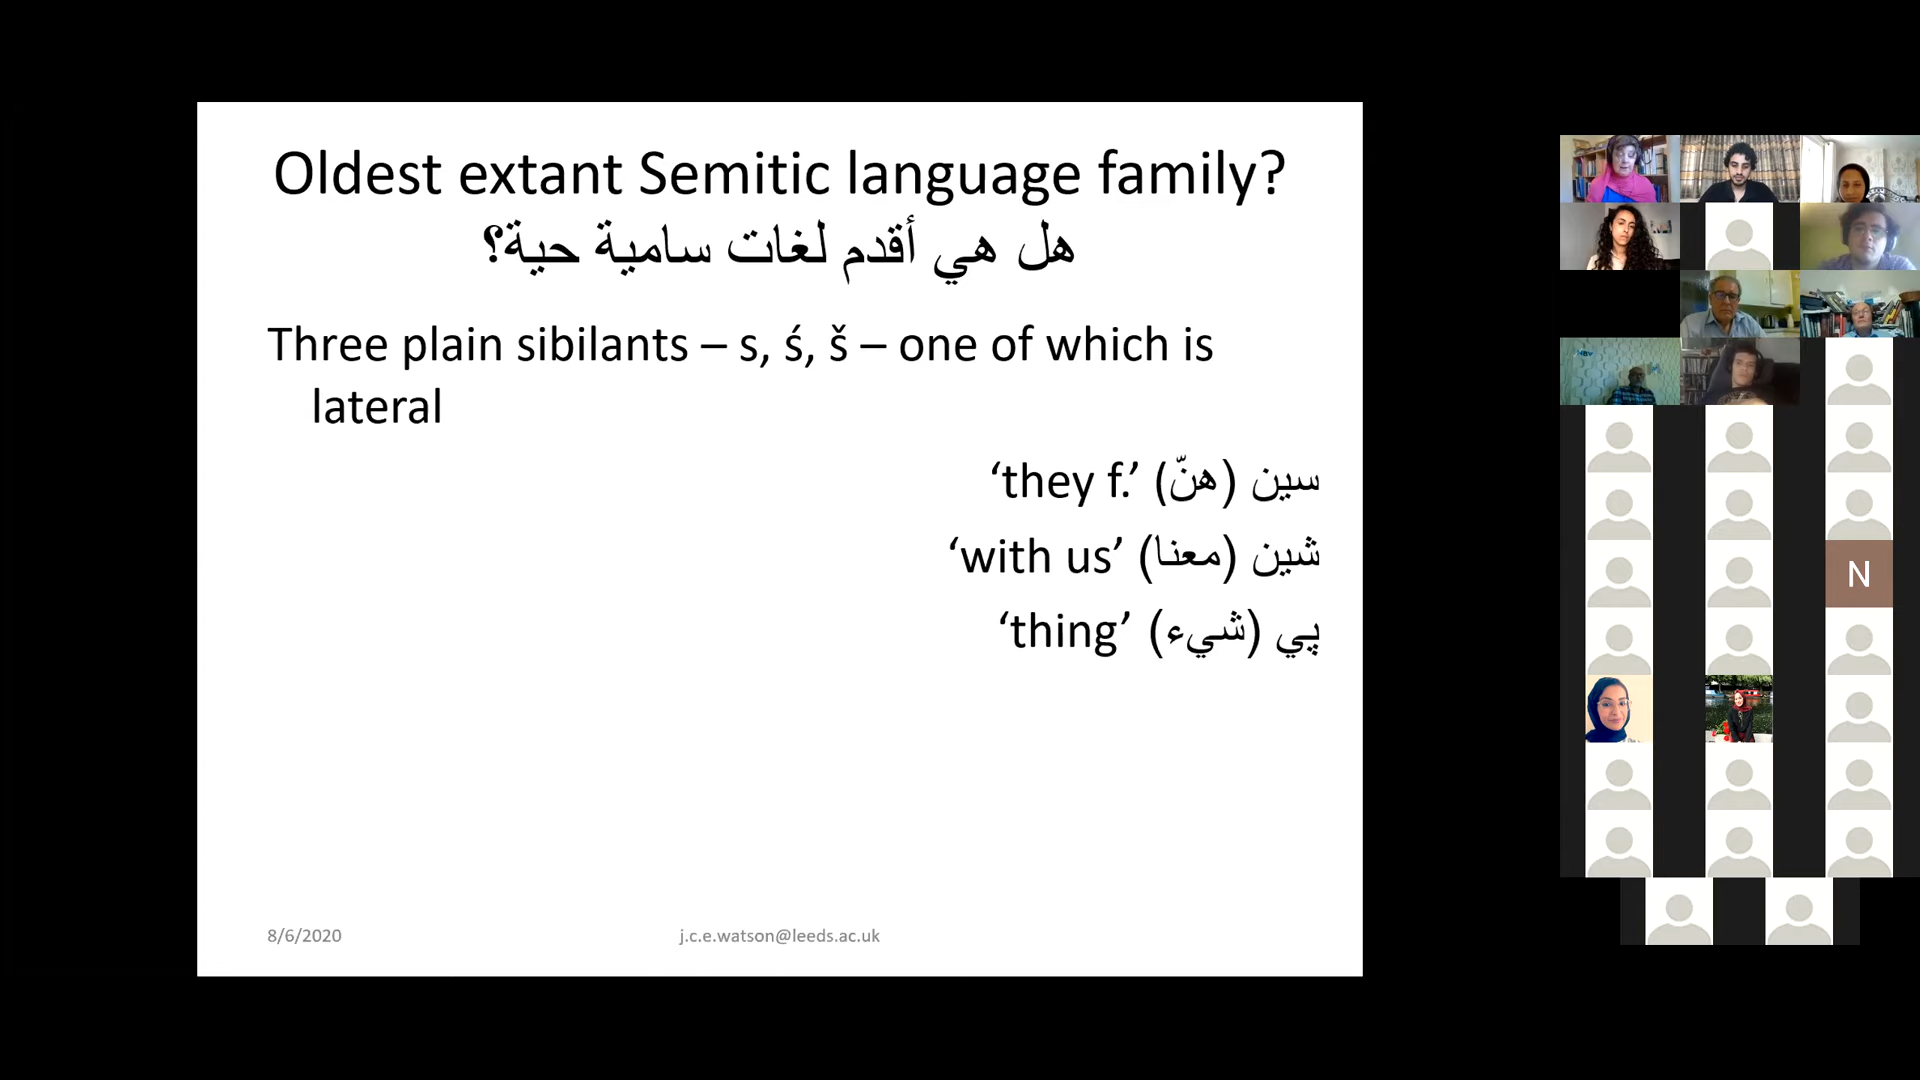 Oldest extant Semitic language family?
هل هي أقدم لغات سامية حية؟
Three plain sibilants – s, ś, š – one of which is
lateral
سين (هنّ) ‘they f.’
شين (معنا) ‘with us’
پي (شيء) ‘thing’
8/6/2020
j.c.e.watson@leeds.ac.uk
N